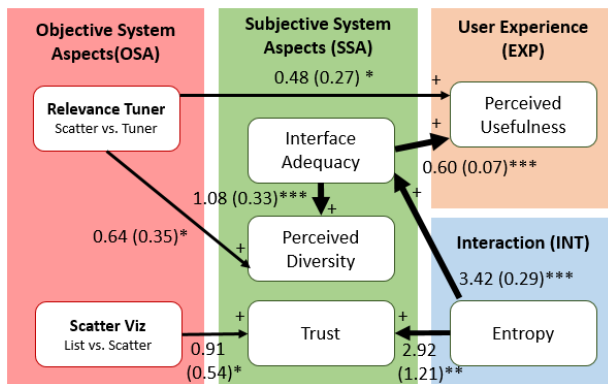 Objective System
Aspects(OSA)
Subjective System
Aspects (SSA)
User Experience
(EXP)
0.48 (0.27) *
+
Relevance Tuner
Scatter vs. Tuner
Perceived
Usefulness
+
Interface
Adequacy
0.60 (0.07)***
+
1.08 (0.33)***
+
0.64 (0.35)*
+
Perceived
Diversity
Interaction (INT)
3.42 (0.29)***
Scatter Viz
List vs. Scatter
+
Trust
+
Entropy
0.91
(0.54)*
2.92
(1.21)**